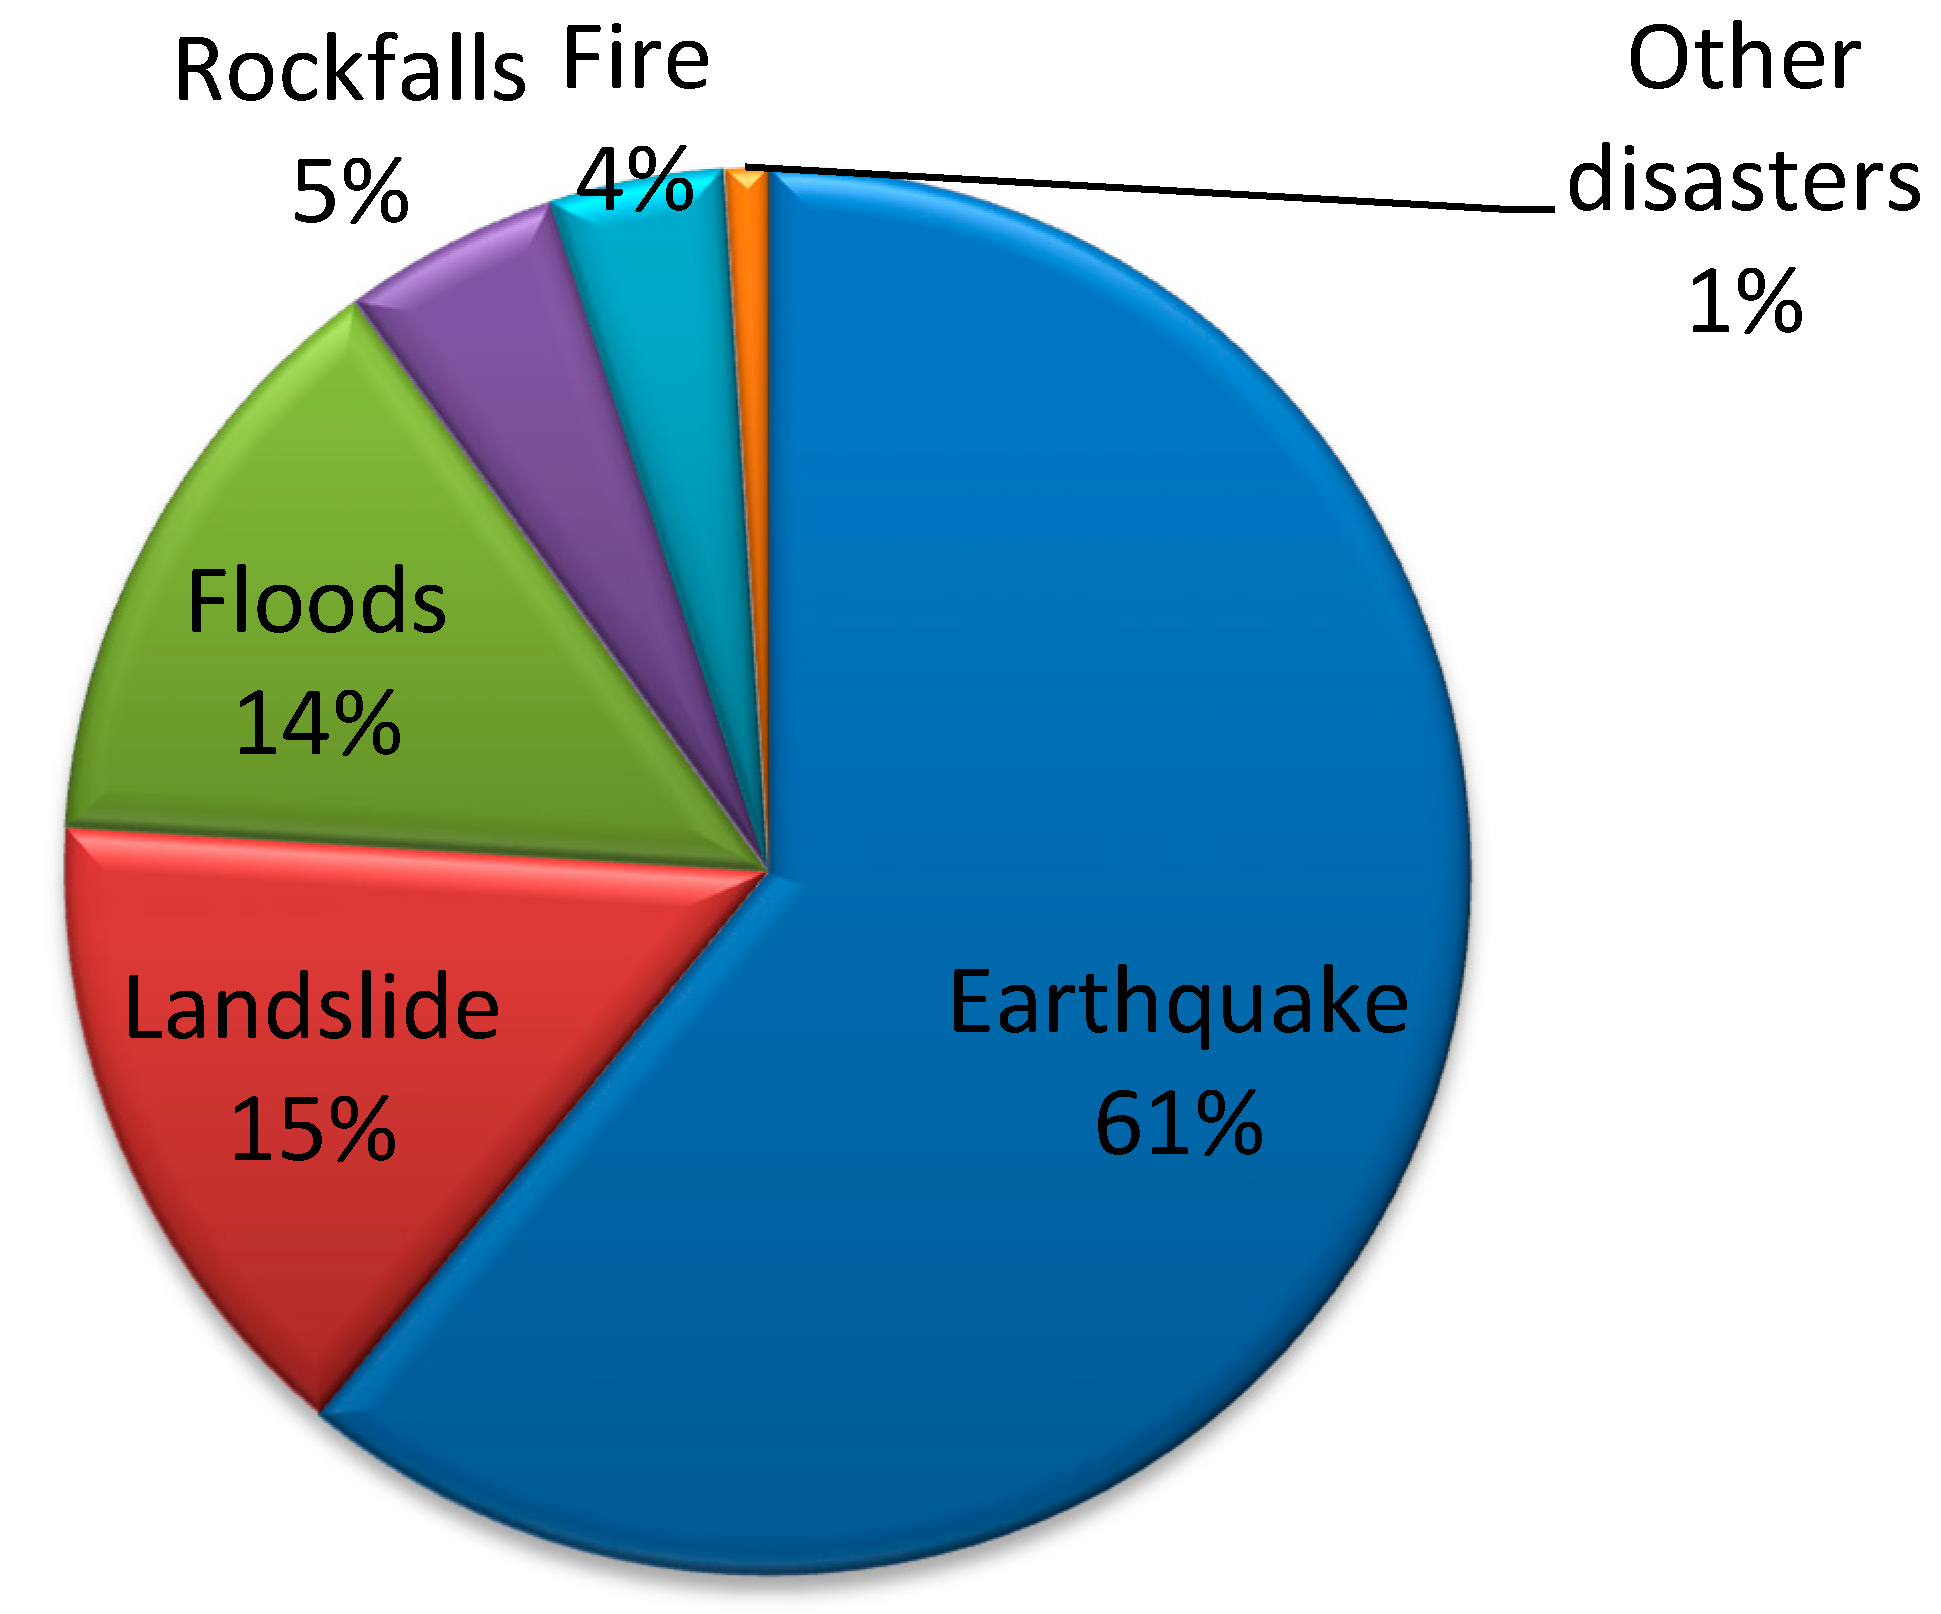 Rockfalls
5%
Fire
4%
Other
disasters
1%
Floods
14%
Landslide
15%
Earthquake
61%